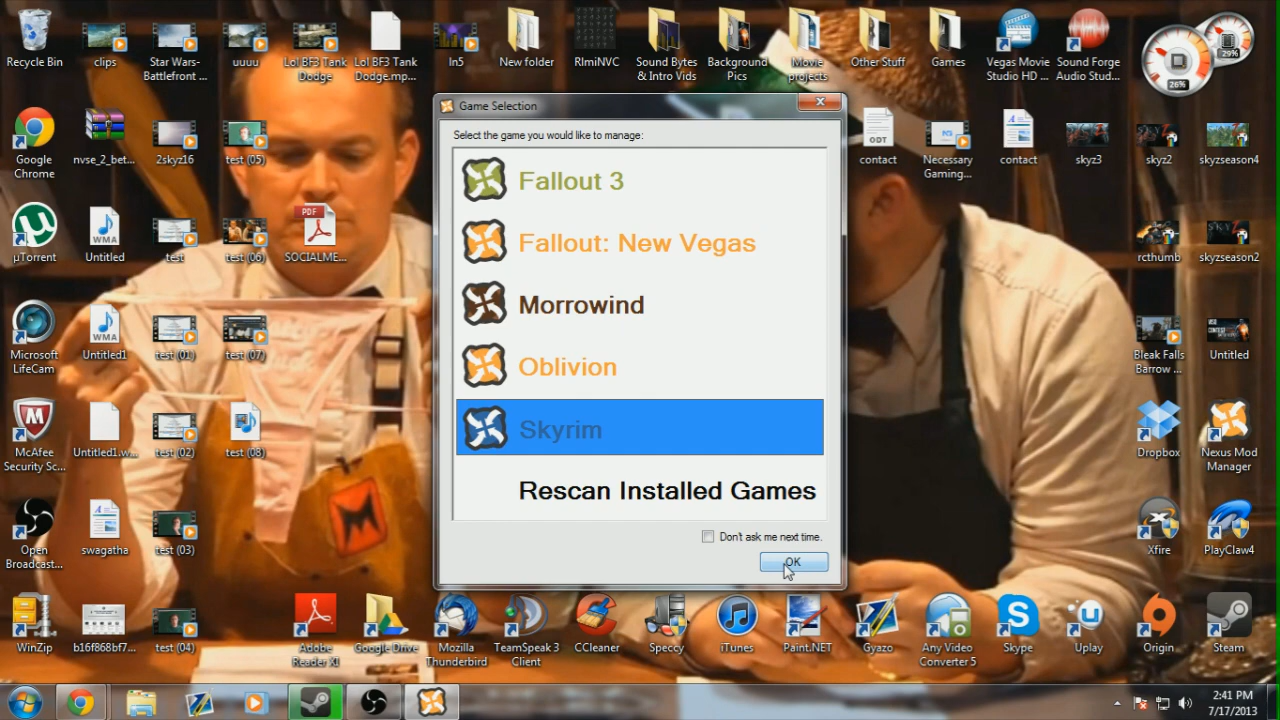 Recycle Bin
clips
Star Wars-
Battlefront ...
uuuu
Lol BF3 Tank
Dodge
Lol BF3 Tank
Dodge.mp...
In5
New folder
RImiNVC
Sound Bytes
& Intro Vids
Background
Pics
Movie
projects
Other Stuff
Games
Vegas Movie
Studio HD ...
Sound Forge
Audio Stud...
26%
29%
Game Selection
Select the game you would like to manage:
Fallout 3
Fallout: New Vegas
Morrowind
Oblivion
Skyrim
Rescan Installed Games
Don't ask me next time.
OK
Google
Chrome
nvse_2_bet...
2skyz16
test (05)
ODT
contact
Necessary
Gaming...
contact
skyz3
skyz2
skyzseason4
µTorrent
WMA
Untitled
test
test (06)
PDF
SOCIALME...
rcthumb
skyzseason2
Microsoft
LifeCam
WMA
Untitled1
test (01)
test (07)
Bleak Falls
Barrow ...
Untitled
McAfee
Security Sc...
Untitled1.w...
test (02)
test (08)
Dropbox
Nexus Mod
Manager
Open
Broadcast...
swagatha
test (03)
Xfire
PlayClaw4
WinZip
b16f868bf7...
test (04)
Adobe
Reader XI
Google Drive
Mozilla
Thunderbird
TeamSpeak 3
Client
CCleaner
Speccy
iTunes
Paint.NET
Gyazo
Any Video
Converter 5
Skype
Uplay
Origin
Steam
2:41 PM
7/17/2013